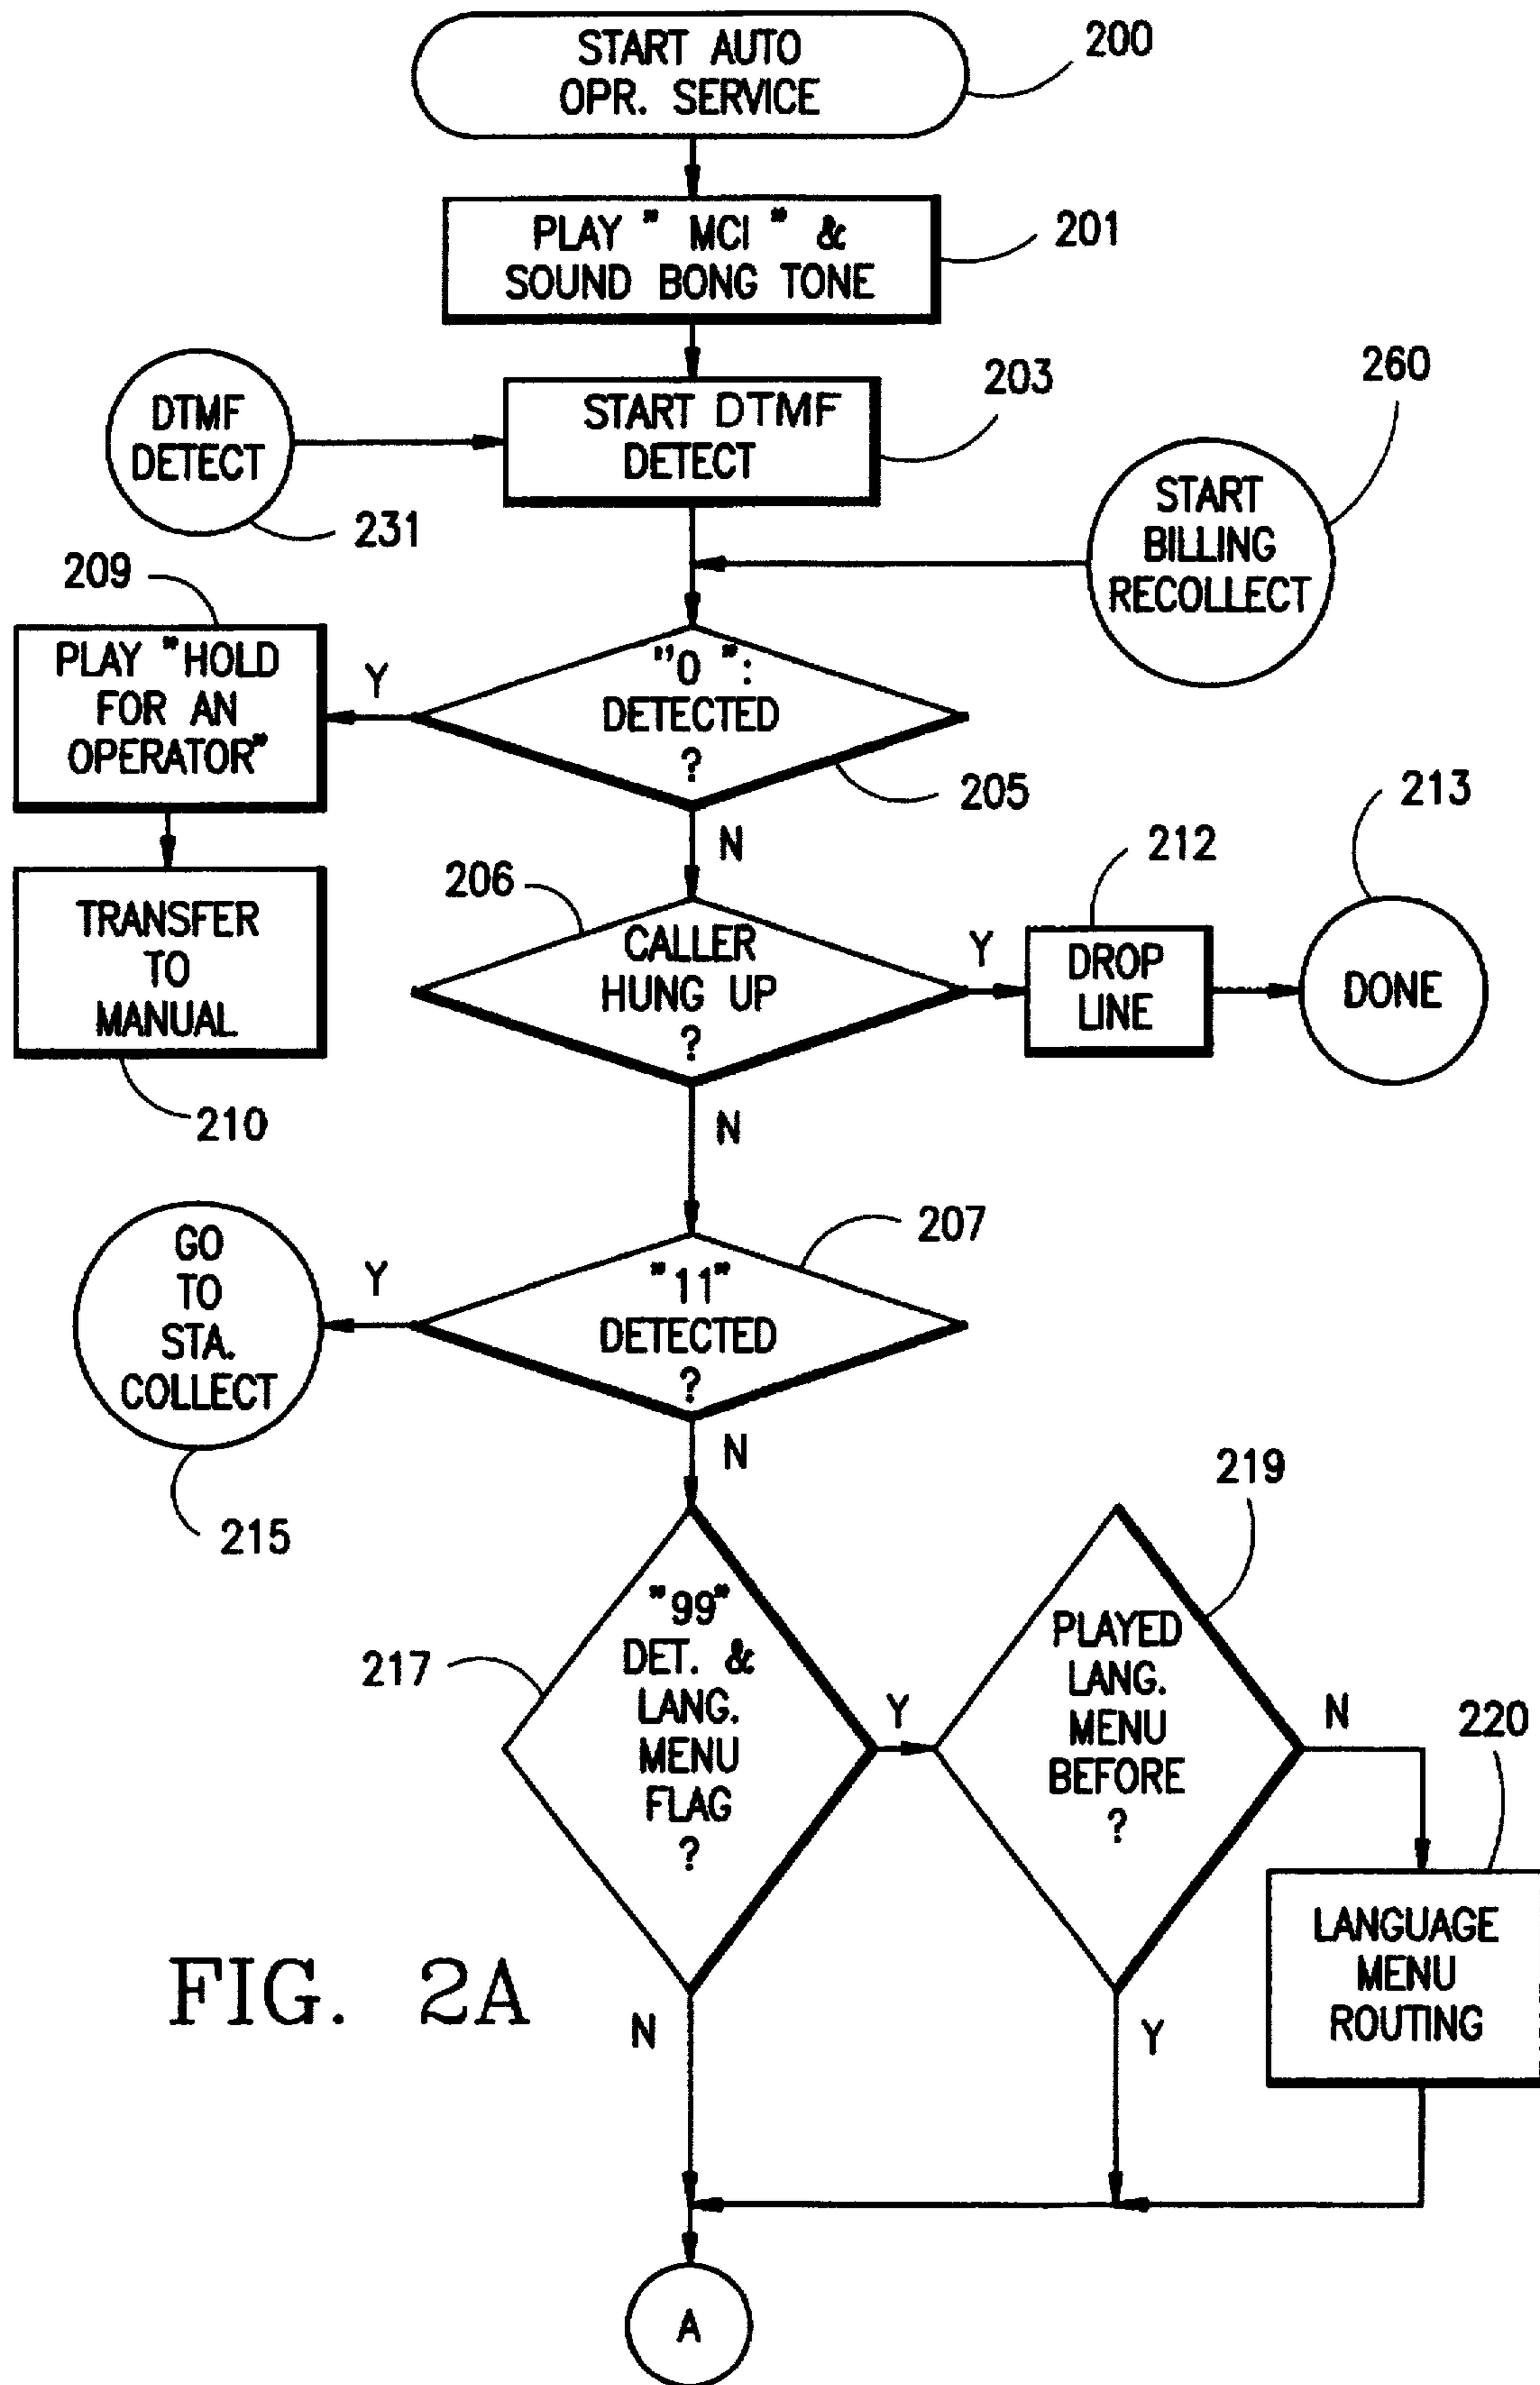 START AUTO
OPR. SERVICE
200
PLAY " MCI " &
SOUND BONG TONE
201
DTMF
DETECT
231
START DTMF
DETECT
203
260
START
BILLING
RECOLLECT
209
PLAY "HOLD
FOR AN
OPERATOR"
Y
"0 ":
DETECTED
?
205
N
TRANSFER
TO
MANUAL
210
206
CALLER
HUNG UP
?
Y
212
DROP
LINE
213
DONE
N
GO
TO
STA.
COLLECT
215
Y
207
"11"
DETECTED
?
N
217
"99"
DET. &
LANG.
MENU
FLAG
?
Y
219
PLAYED
LANG.
MENU
BEFORE
?
N
220
LANGUAGE
MENU
ROUTING
N
Y
FIG. 2A
A